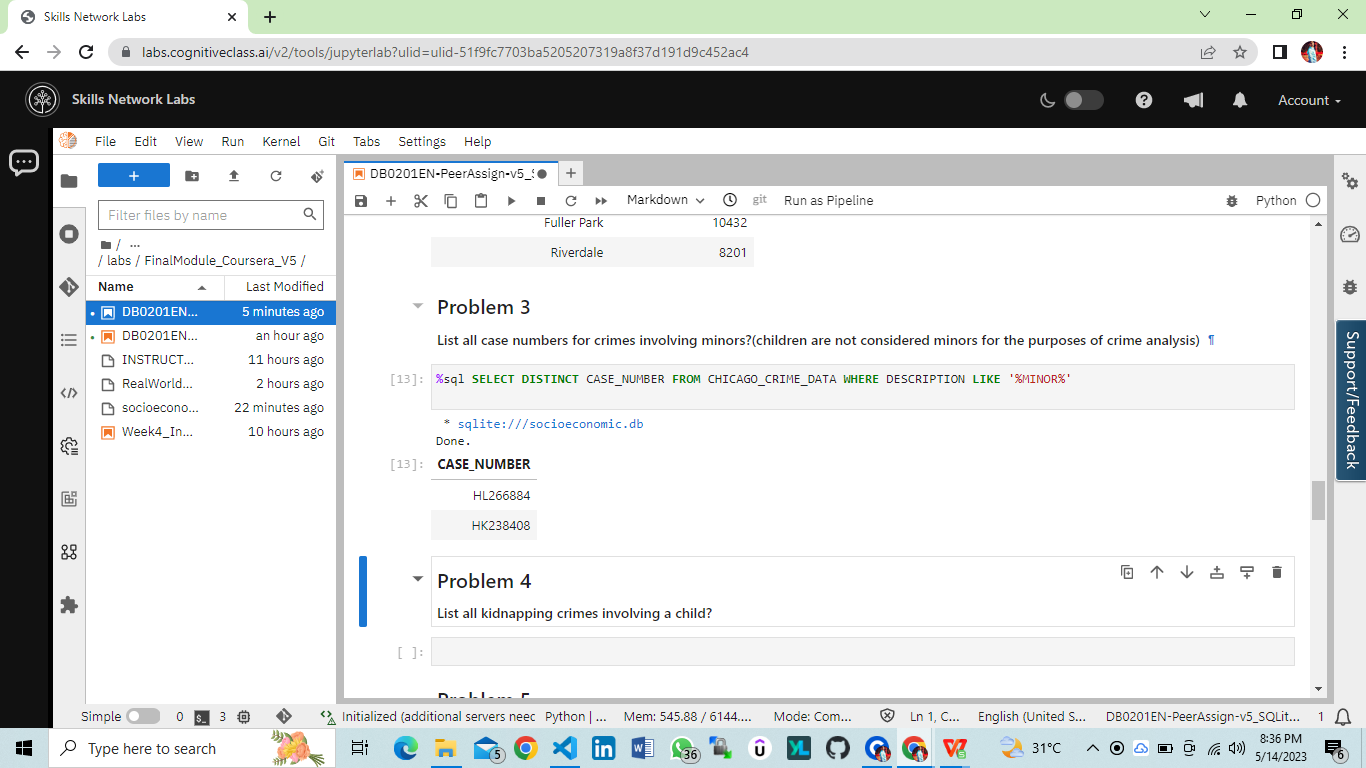 Skills Network Labs
labs.cognitiveclass.ai/v2/tools/jupyterlab?ulid=ulid-51f9fc7703ba5205207319a8f37d191d9c452ac4
Skills Network Labs
Account
File Edit View Run Kernel Git Tabs Settings Help
DB0201EN-PeerAssign-v5_S
Filter files by name
/ ...
/ labs / FinalModule_Coursera_V5 /
Name Last Modified
DB0201EN... 5 minutes ago
DB0201EN... an hour ago
INSTRUCT... 11 hours ago
RealWorld... 2 hours ago
socioecono... 22 minutes ago
Week4_In... 10 hours ago
Markdown git Run as Pipeline Python
Fuller Park 10432
Riverdale 8201
Problem 3
List all case numbers for crimes involving minors?(children are not considered minors for the purposes of crime analysis) ¶
[13]: %sql SELECT DISTINCT CASE_NUMBER FROM CHICAGO_CRIME_DATA WHERE DESCRIPTION LIKE '%MINOR%'
* sqlite:///socioeconomic.db
Done.
[13]: CASE_NUMBER
HL266884
HK238408
Problem 4
List all kidnapping crimes involving a child?
[ ]:
Problem 5
Support/Feedback
Simple 0 3 Initialized (additional servers neec Python | ... Mem: 545.88 / 6144.... Mode: Com... Ln 1, C... English (United S... DB0201EN-PeerAssign-v5_SQLit... 1
Type here to search
5
36
31°C
8:36 PM
5/14/2023
6